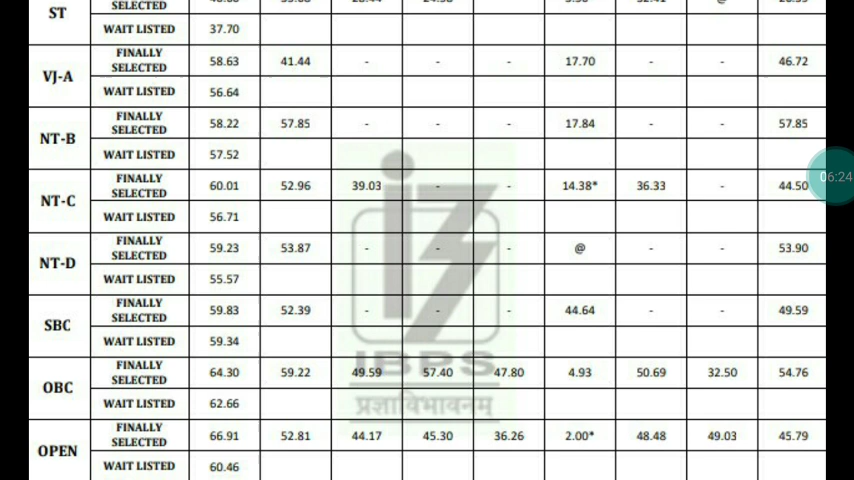 ST SELECTED
WAIT LISTED 37.70
VJ-A FINALLY SELECTED 58.63 41.44 - - - 17.70 - - 46.72
WAIT LISTED 56.64
NT-B FINALLY SELECTED 58.22 57.85 - - - 17.84 - - 57.85
WAIT LISTED 57.52
NT-C FINALLY SELECTED 60.01 52.96 39.03 - - 14.38* 36.33 - 44.50
WAIT LISTED 56.71
06:24
NT-D FINALLY SELECTED 59.23 53.87 - - - @ - - 53.90
WAIT LISTED 55.57
SBC FINALLY SELECTED 59.83 52.39 - - - 44.64 - - 49.59
WAIT LISTED 59.34
OBC FINALLY SELECTED 64.30 59.22 49.59 57.40 47.80 4.93 50.69 32.50 54.76
WAIT LISTED 62.66
OPEN FINALLY SELECTED 66.91 52.81 44.17 45.30 36.26 2.00* 48.48 49.03 45.79
WAIT LISTED 60.46
IBPS
प्रज्ञाविभावनम्